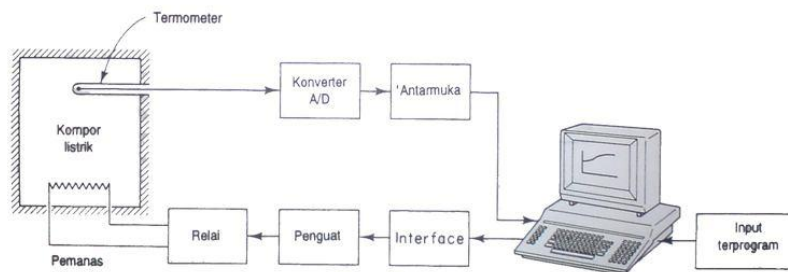 Termometer
Konverter
A/D
'Antarmuka
Kompor
listrik
Relai
Penguat
Interface
Input
terprogram
Pemanas